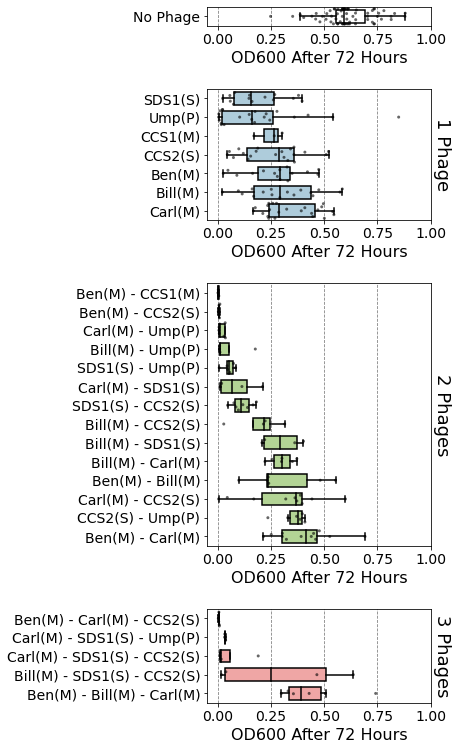 No Phage
0.00 0.25 0.50 0.75 1.00
OD600 After 72 Hours
SDS1(S)
Ump(P)
CCS1(M)
CCS2(S)
Ben(M)
Bill(M)
Carl(M)
1 Phage
0.00 0.25 0.50 0.75 1.00
OD600 After 72 Hours
Ben(M) - CCS1(M)
Ben(M) - CCS2(S)
Carl(M) - Ump(P)
Bill(M) - Ump(P)
SDS1(S) - Ump(P)
Carl(M) - SDS1(S)
SDS1(S) - CCS2(S)
Bill(M) - CCS2(S)
Bill(M) - SDS1(S)
Bill(M) - Carl(M)
Ben(M) - Bill(M)
Carl(M) - CCS2(S)
CCS2(S) - Ump(P)
Ben(M) - Carl(M)
2 Phages
0.00 0.25 0.50 0.75 1.00
OD600 After 72 Hours
Ben(M) - Carl(M) - CCS2(S)
Carl(M) - SDS1(S) - Ump(P)
Carl(M) - SDS1(S) - CCS2(S)
Bill(M) - SDS1(S) - CCS2(S)
Ben(M) - Bill(M) - Carl(M)
3 Phages
0.00 0.25 0.50 0.75 1.00
OD600 After 72 Hours